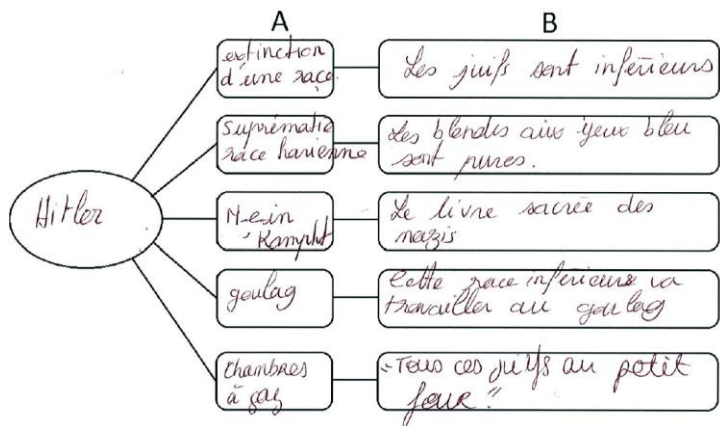 A
B
extinction
d'une race.
Les juifs sont inférieurs
suprématie
race harienne
Les blondes aux yeux bleu
sont pures.
Hitler
Mein
Kampht
Le livre sacrée des
nazis
goulag
Cette race inférieure va
travailler au goulag
chambres
à gaz
"Tous ces juifs au petit
four"